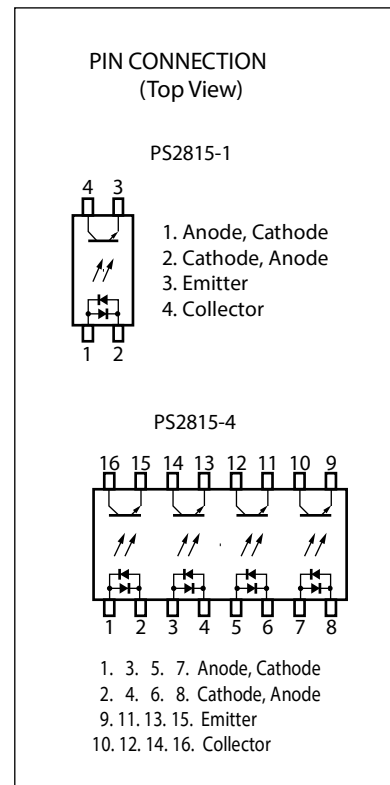 PIN CONNECTION
(Top View)
PS2815-1
4 3
1. Anode, Cathode
2. Cathode, Anode
3. Emitter
4. Collector
1 2
PS2815-4
16 15 14 13 12 11 10 9
1 2 3 4 5 6 7 8
1. 3. 5. 7. Anode, Cathode
2. 4. 6. 8. Cathode, Anode
9. 11. 13. 15. Emitter
10. 12. 14. 16. Collector